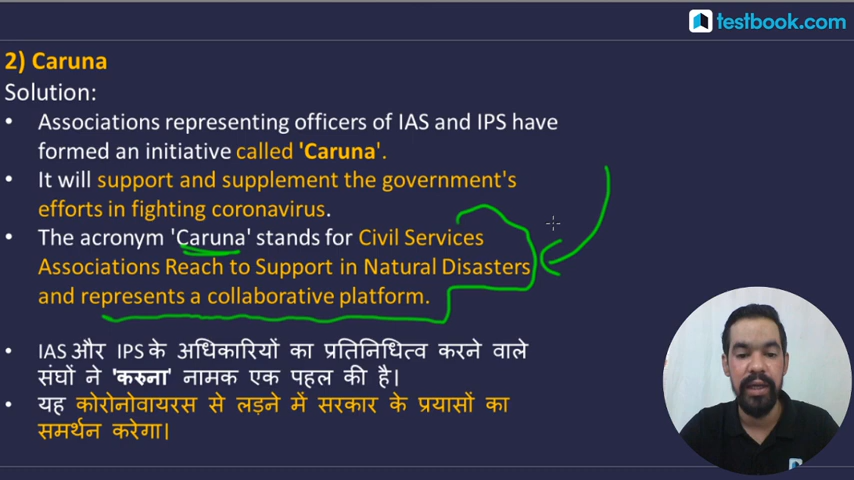 testbook.com
2) Caruna
Solution:
• Associations representing officers of IAS and IPS have
formed an initiative called 'Caruna'.
• It will support and supplement the government's
efforts in fighting coronavirus.
• The acronym 'Caruna' stands for Civil Services
Associations Reach to Support in Natural Disasters
and represents a collaborative platform.
• IAS और IPS के अधिकारियों का प्रतिनिधित्व करने वाले
संघों ने 'करुना' नामक एक पहल की है।
• यह कोरोनोवायरस से लड़ने में सरकार के प्रयासों का
समर्थन करेगा।